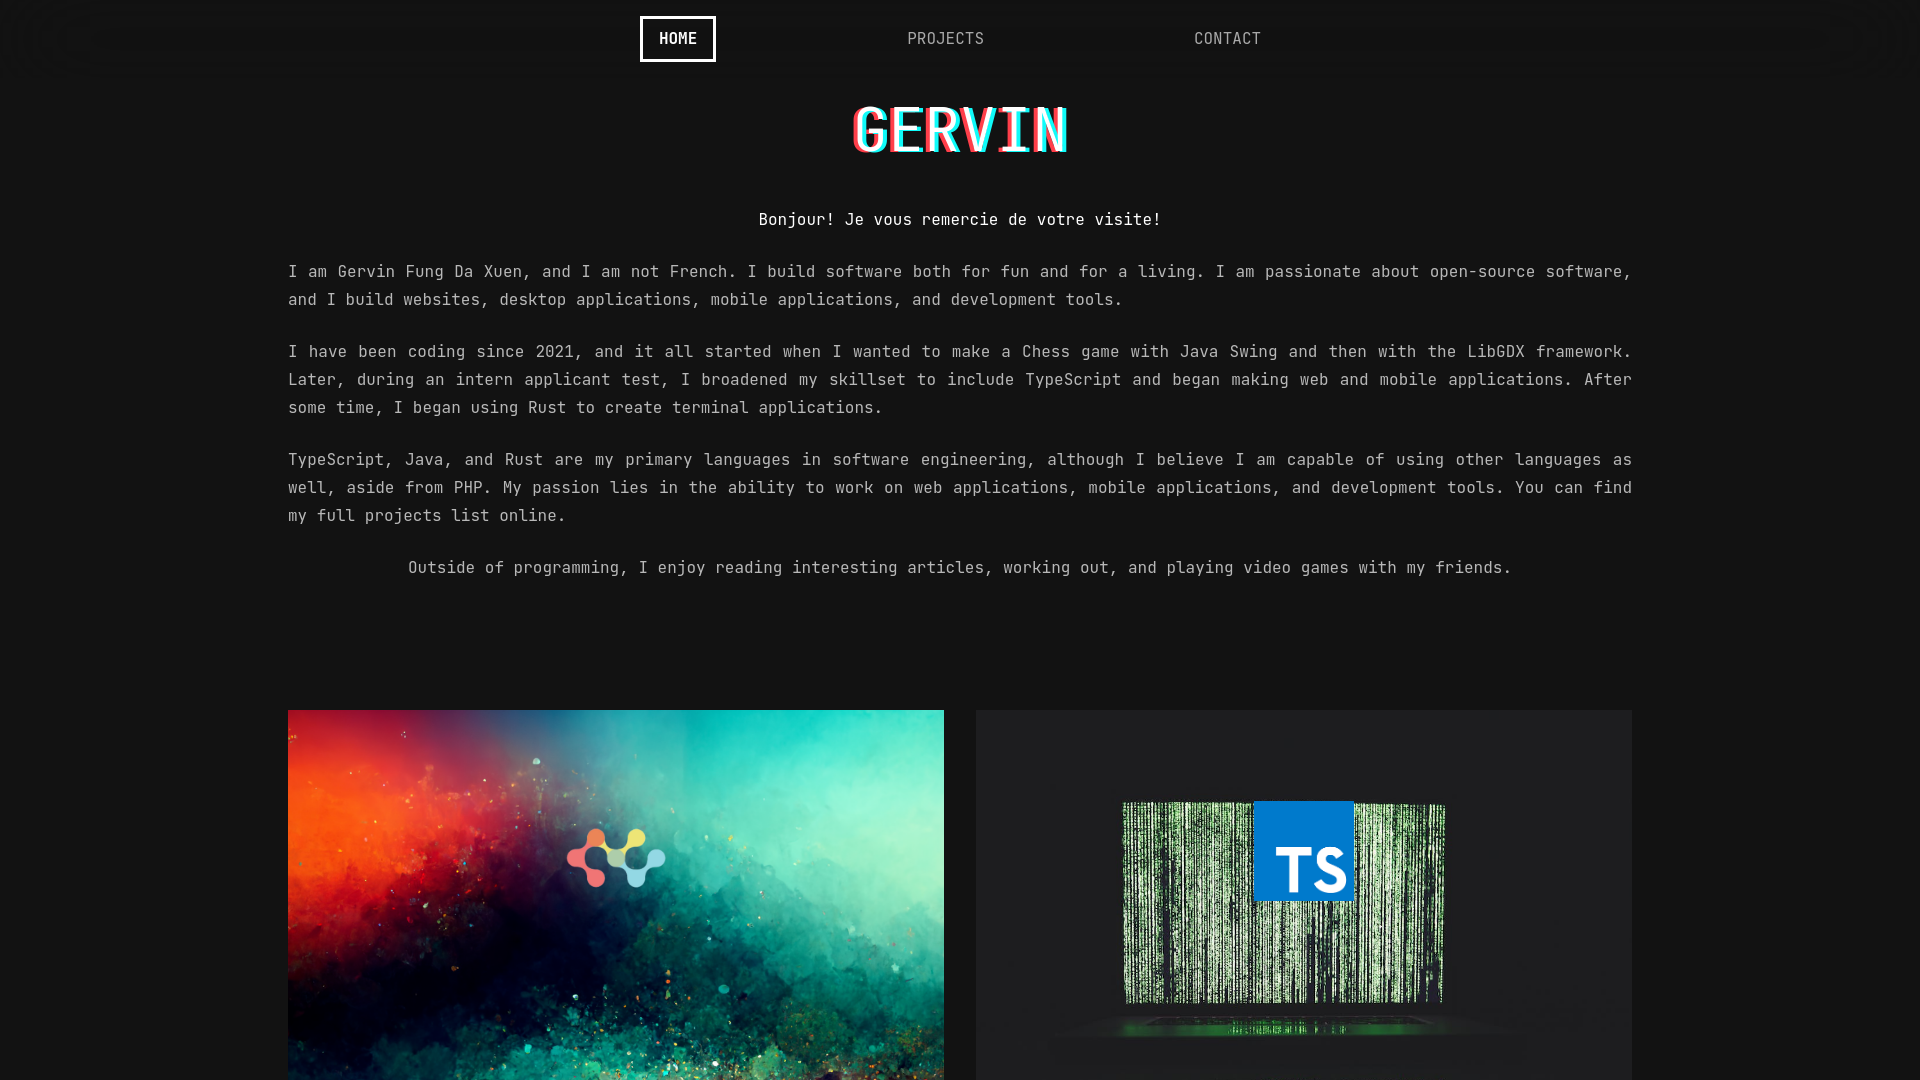 HOME PROJECTS CONTACT
GERVIN
Bonjour! Je vous remercie de votre visite!
I am Gervin Fung Da Xuen, and I am not French. I build software both for fun and for a living. I am passionate about open-source software,
and I build websites, desktop applications, mobile applications, and development tools.
I have been coding since 2021, and it all started when I wanted to make a Chess game with Java Swing and then with the LibGDX framework.
Later, during an intern applicant test, I broadened my skillset to include TypeScript and began making web and mobile applications. After
some time, I began using Rust to create terminal applications.
TypeScript, Java, and Rust are my primary languages in software engineering, although I believe I am capable of using other languages as
well, aside from PHP. My passion lies in the ability to work on web applications, mobile applications, and development tools. You can find
my full projects list online.
Outside of programming, I enjoy reading interesting articles, working out, and playing video games with my friends.
TS